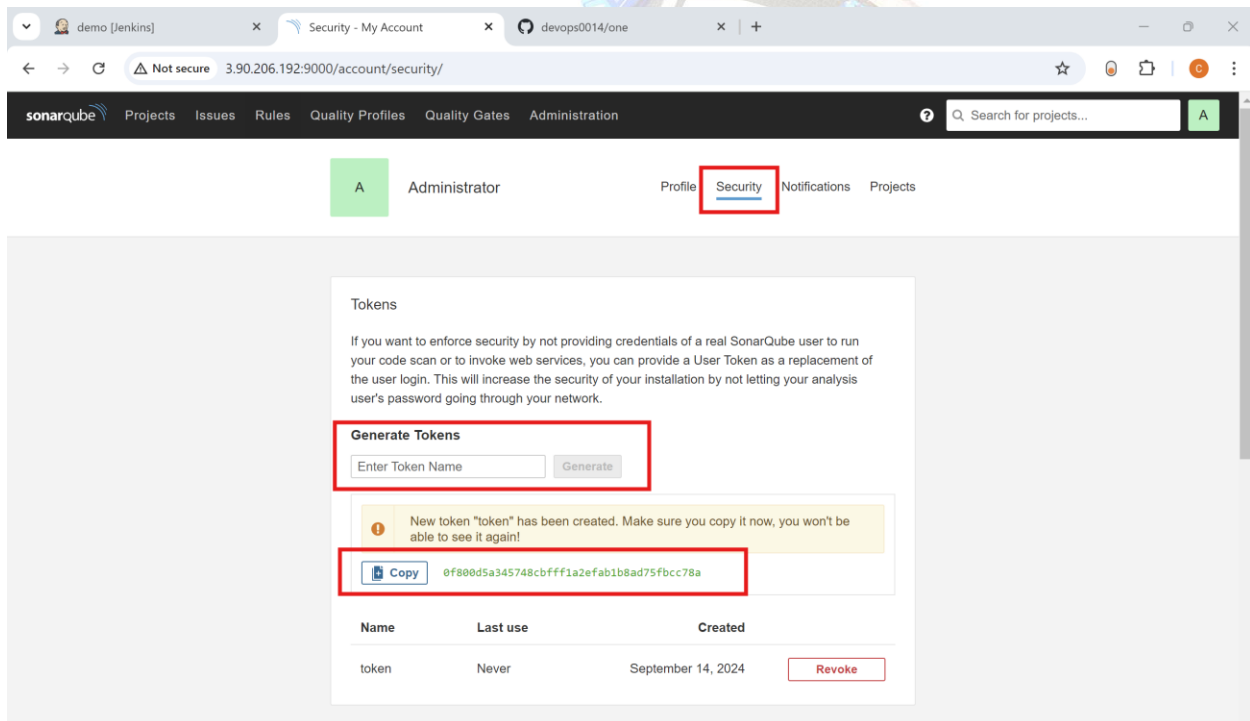 demo [Jenkins]
Security - My Account
devops0014/one
Not secure
3.90.206.192:9000/account/security/
C
sonarqube
Projects
Issues
Rules
Quality Profiles
Quality Gates
Administration
?
Search for projects...
A
A
Administrator
Profile
Security
Notifications
Projects
Tokens
If you want to enforce security by not providing credentials of a real SonarQube user to run
your code scan or to invoke web services, you can provide a User Token as a replacement of
the user login. This will increase the security of your installation by not letting your analysis
user's password going through your network.
Generate Tokens
Enter Token Name
Generate
New token "token" has been created. Make sure you copy it now, you won't be
able to see it again!
Copy
0f800d5a345748cbfff1a2efab1b8ad75fbcc78a
Name Last use Created
token Never September 14, 2024 Revoke